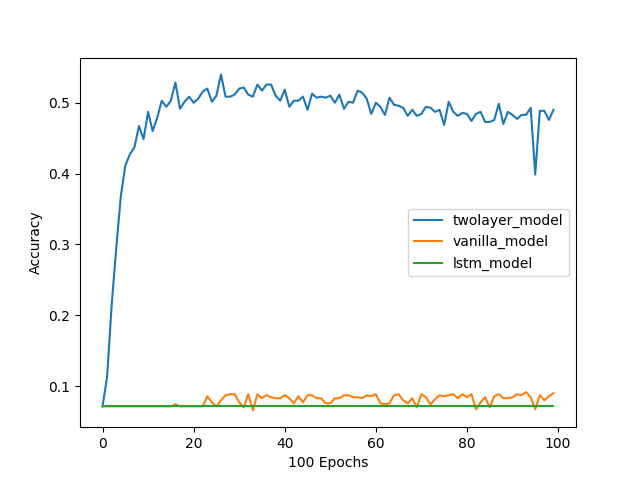 0.5
0.4
0.3
0.2
0.1
Accuracy
twolayer_model
vanilla_model
lstm_model
0 20 40 60 80 100
100 Epochs